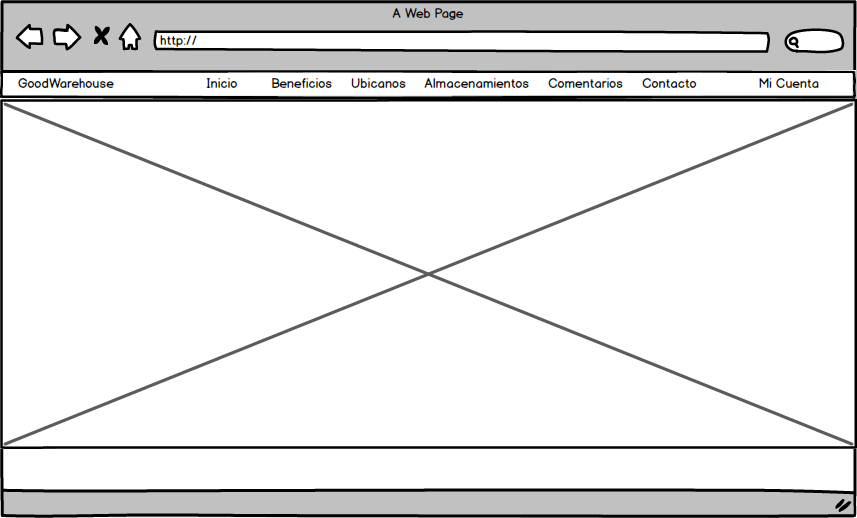 A Web Page
http://
GoodWarehouse Inicio Beneficios Ubicanos Almacenamientos Comentarios Contacto Mi Cuenta